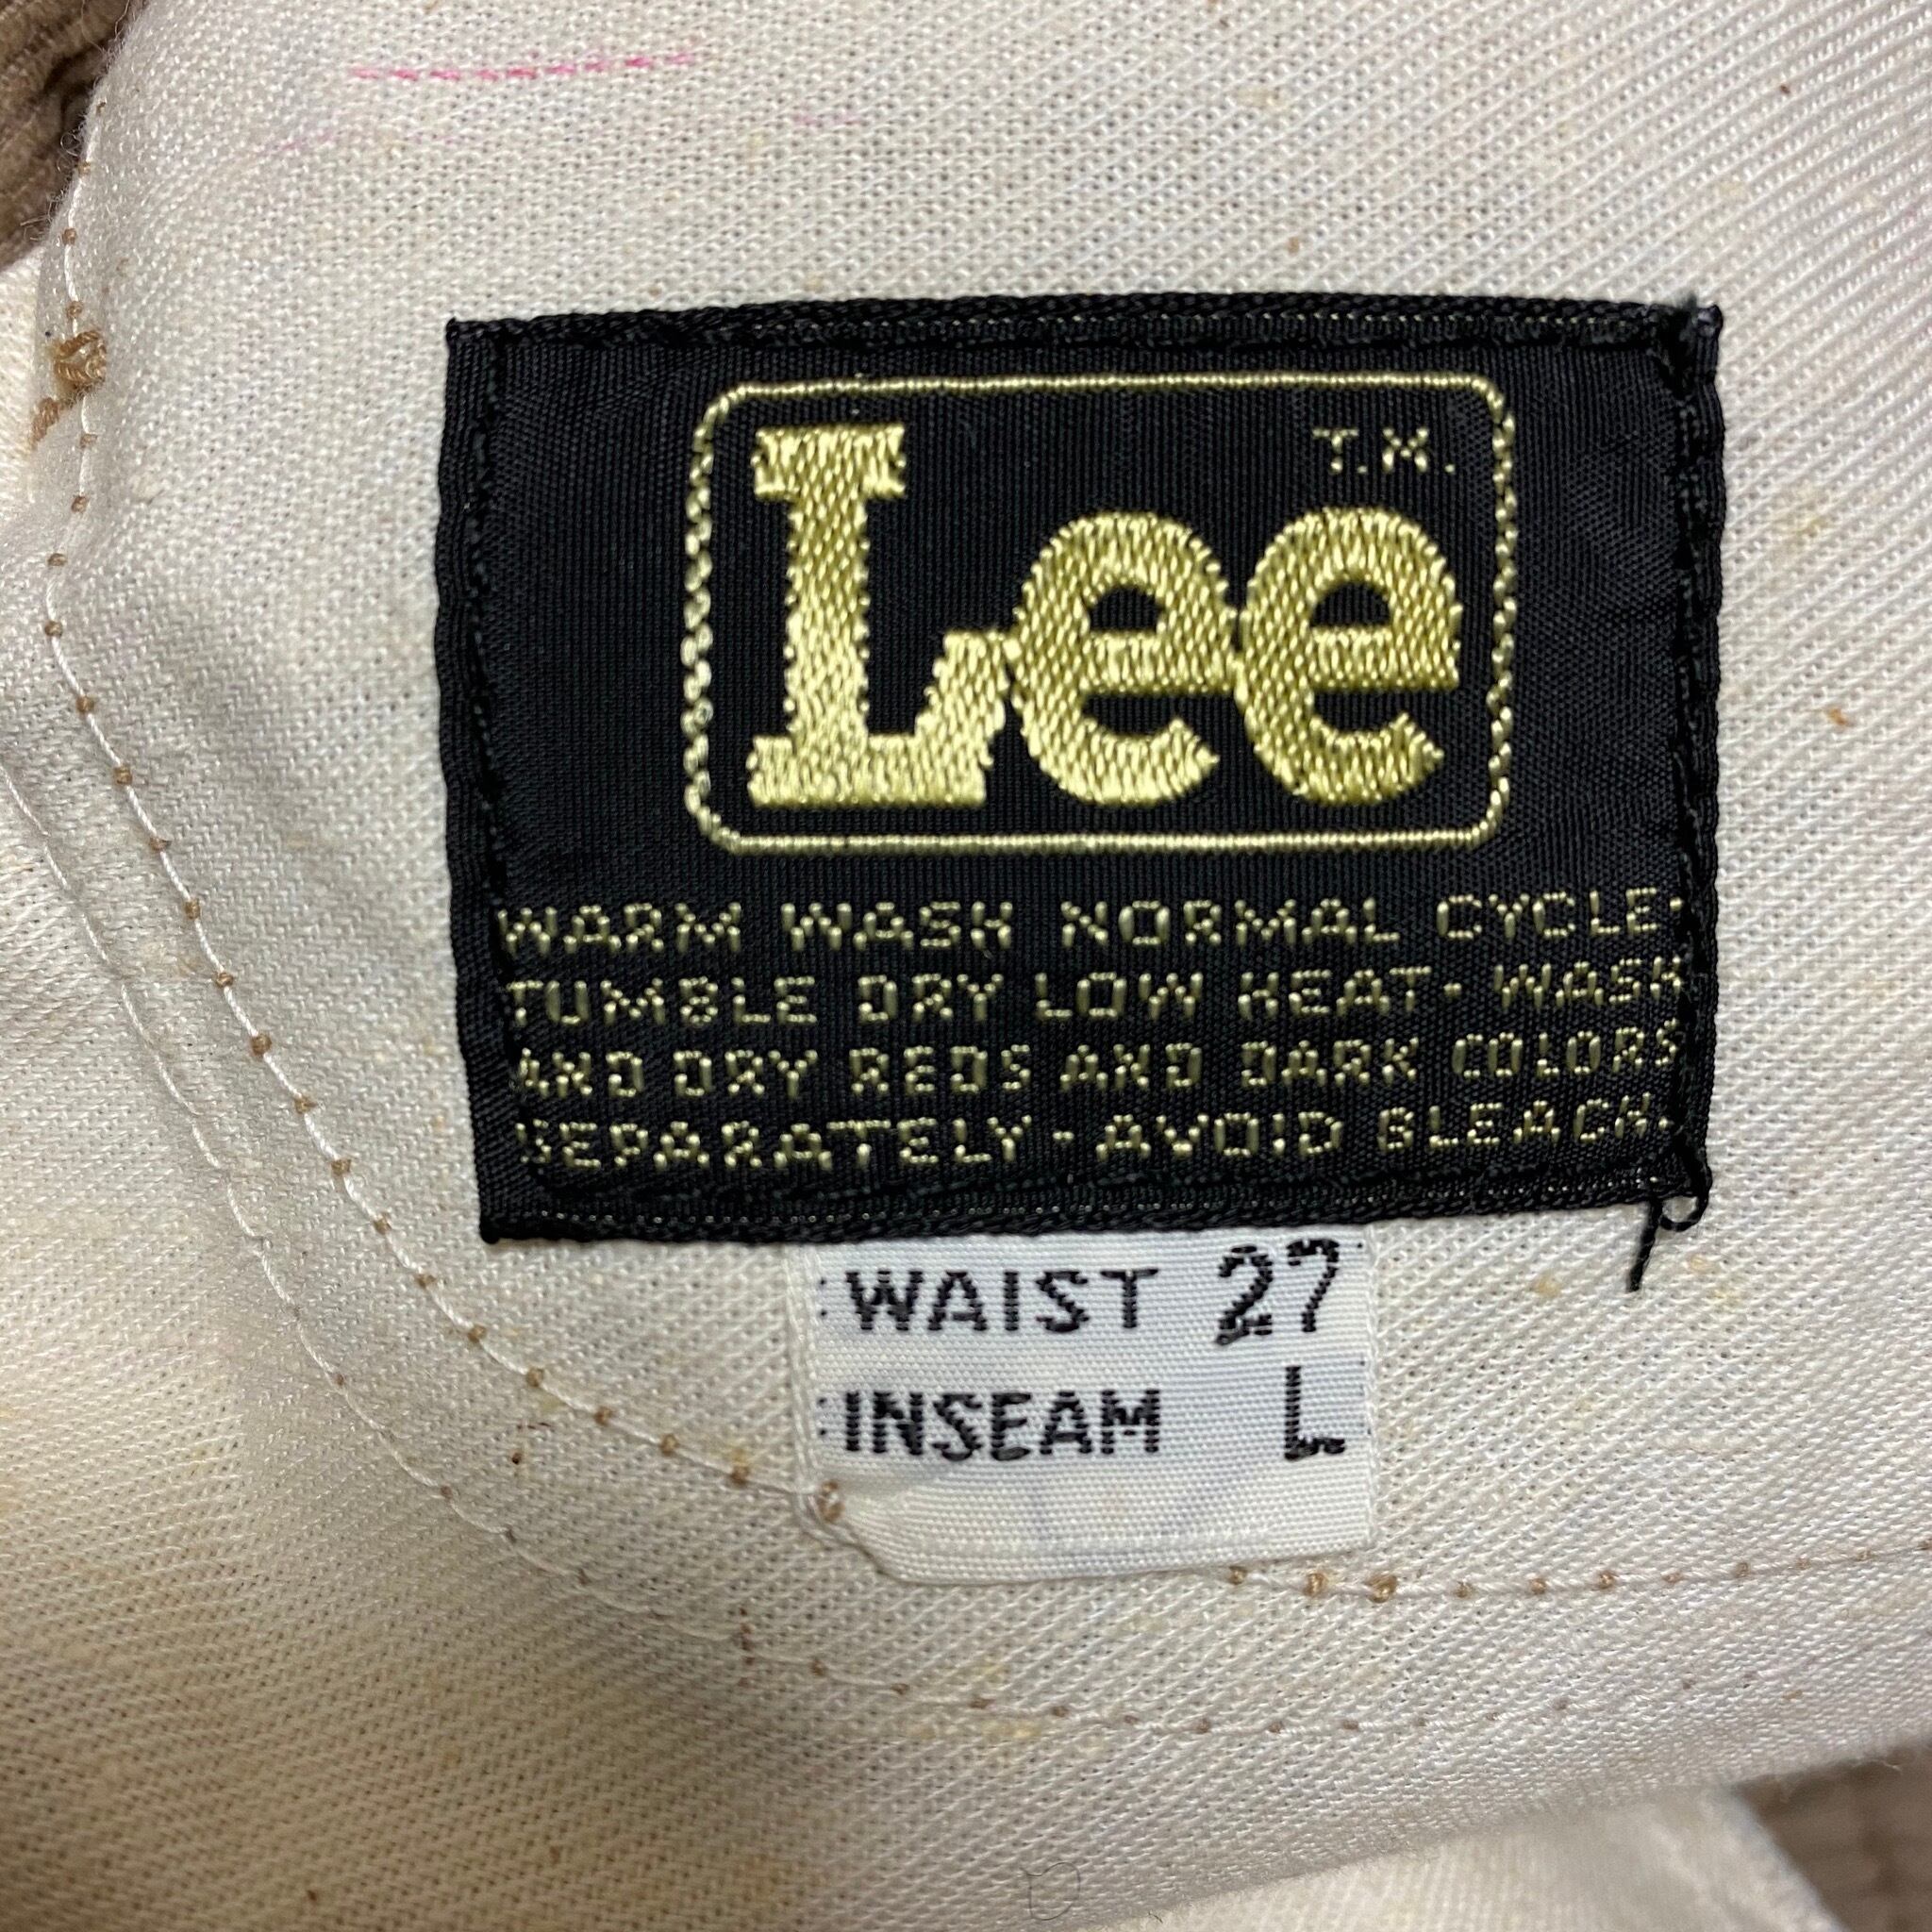 Lee T.M.
WARM WASH NORMAL CYCLE·
TUMBLE DRY LOW HEAT· WASH
AND DRY REDS AND DARK COLORS
SEPARATELY·AVOID BLEACH.
WAIST 27
INSEAM L